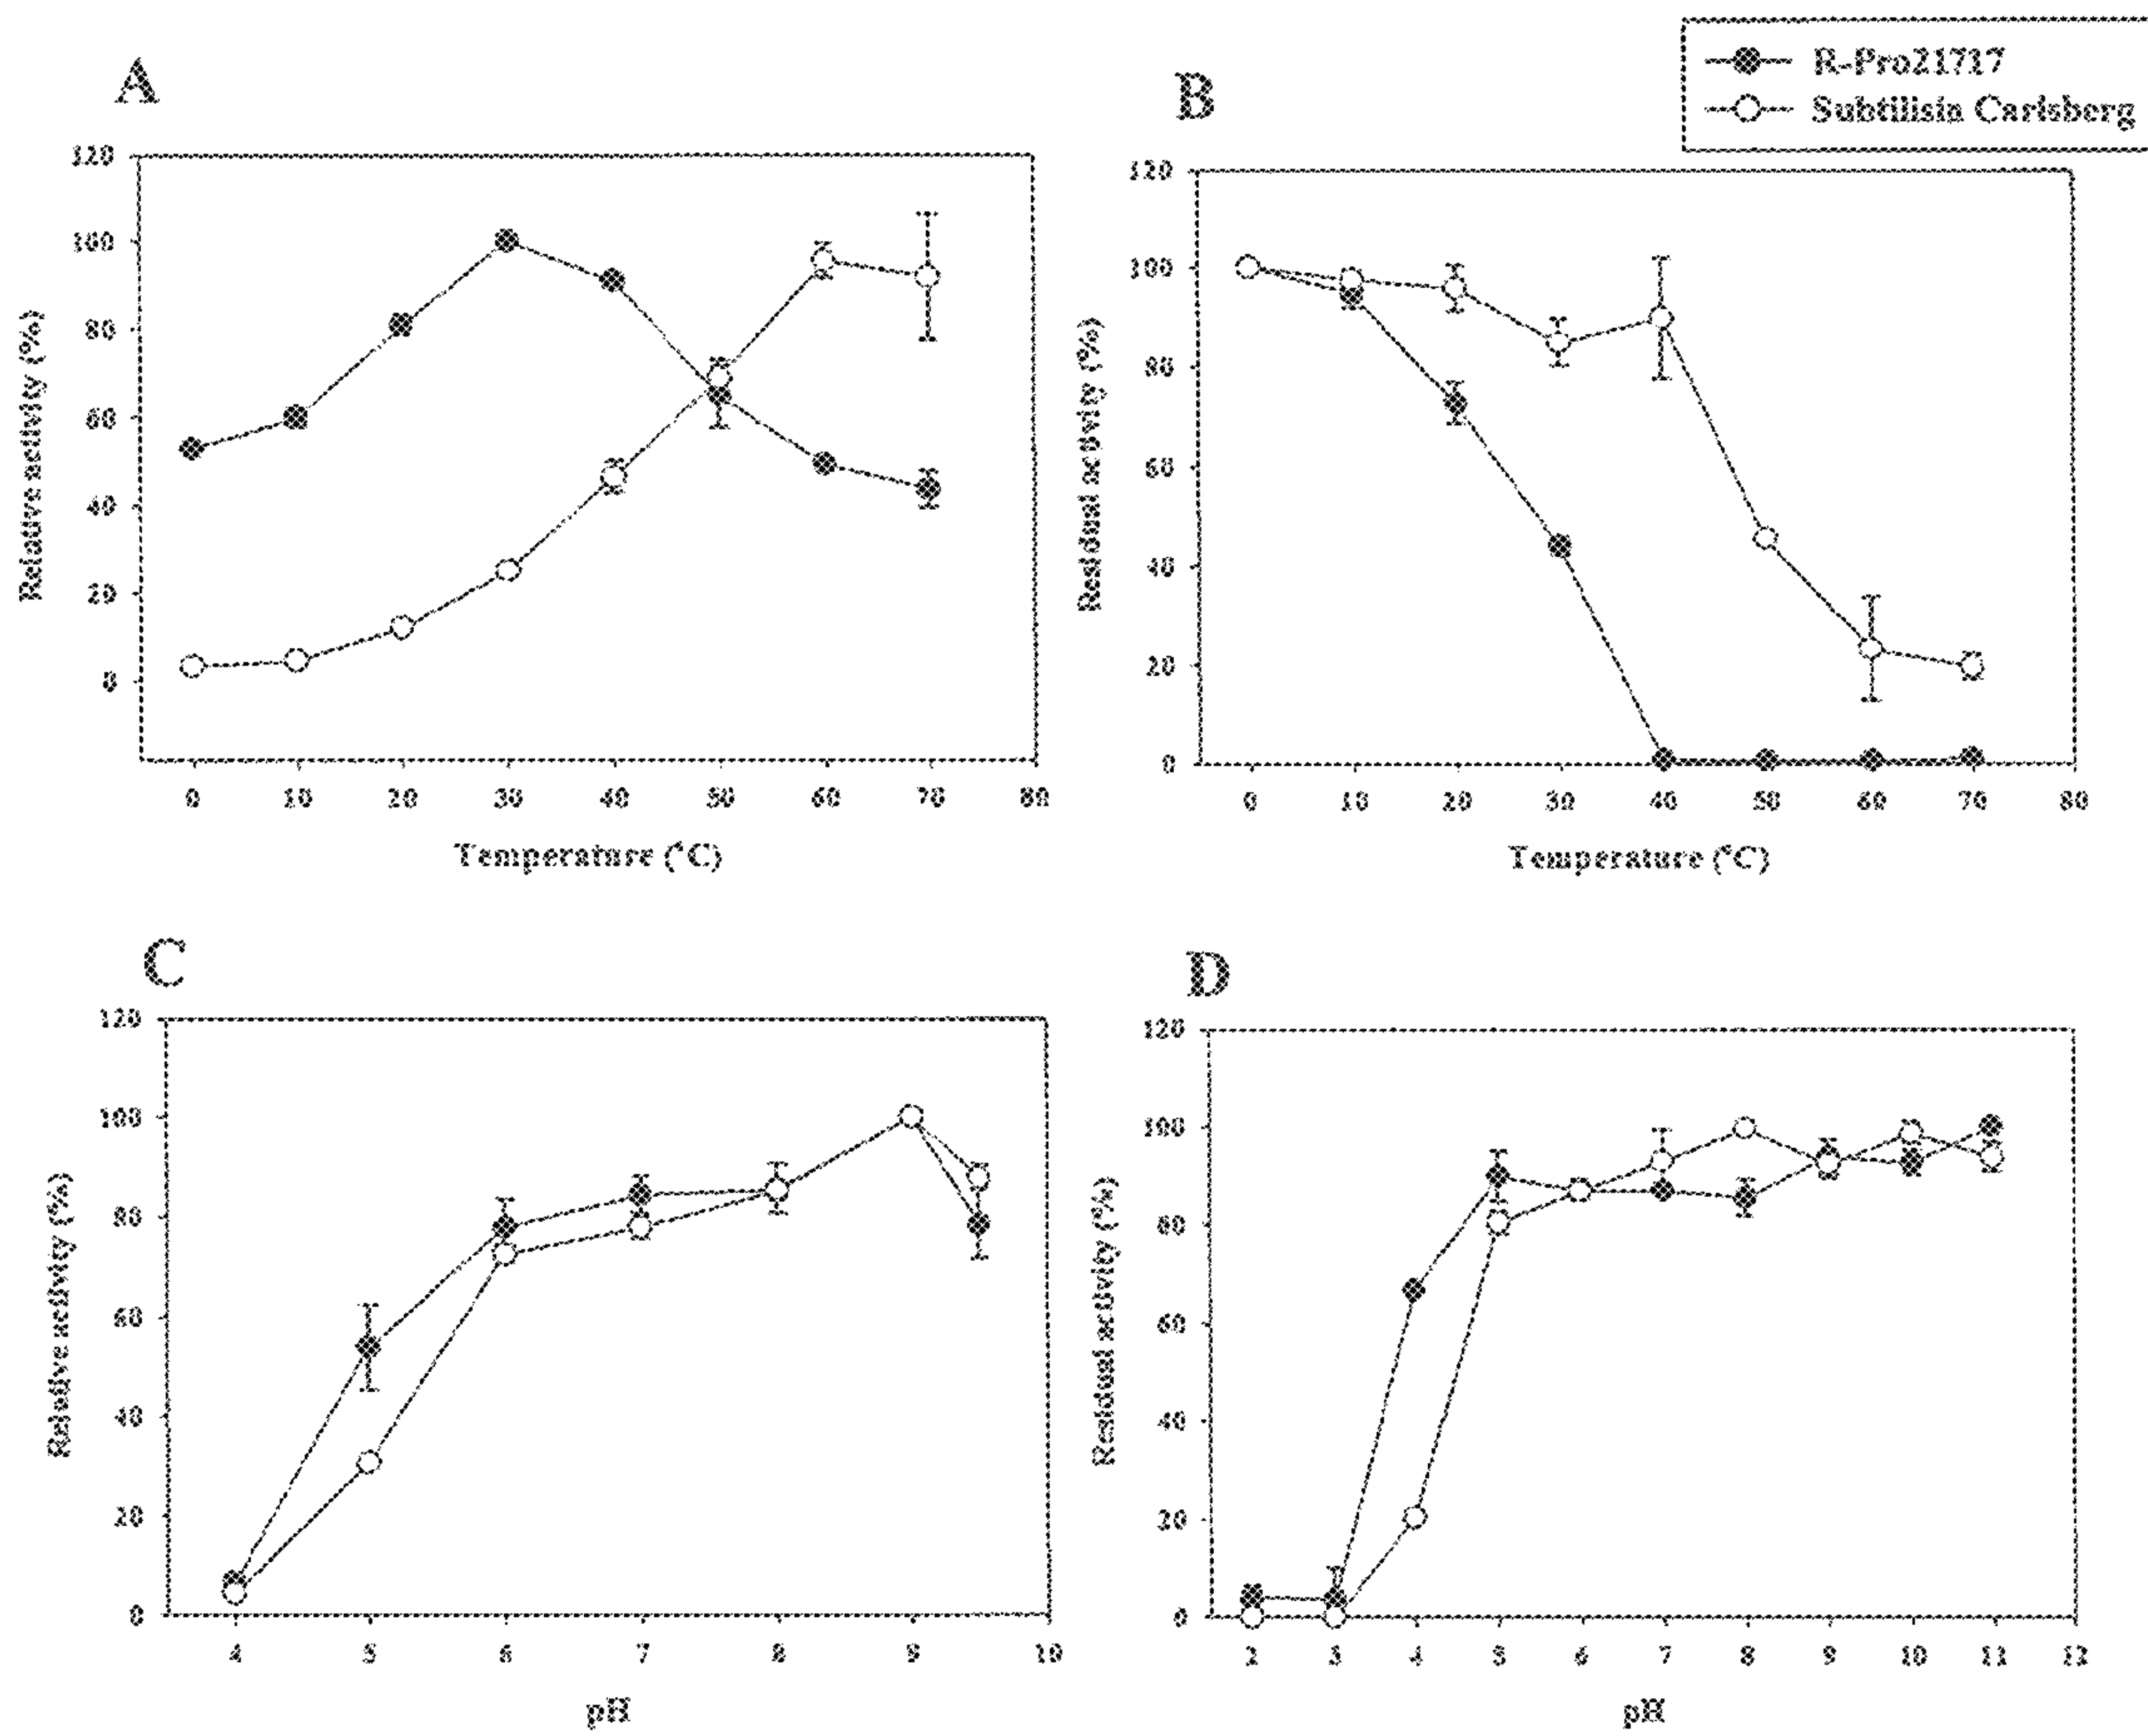 R-Pro21717
Subtilisin Carlsberg
A
120
100
80
60
40
20
0
Relative activity (%)
0 10 20 30 40 50 60 70 80
Temperature (°C)
B
120
100
80
60
40
20
0
Residual activity (%)
0 10 20 30 40 50 60 70 80
Temperature (°C)
C
120
100
80
60
40
20
0
Relative activity (%)
4 5 6 7 8 9 10
pH
D
120
100
80
60
40
20
0
Residual activity (%)
2 3 4 5 6 7 8 9 10 11 12
pH